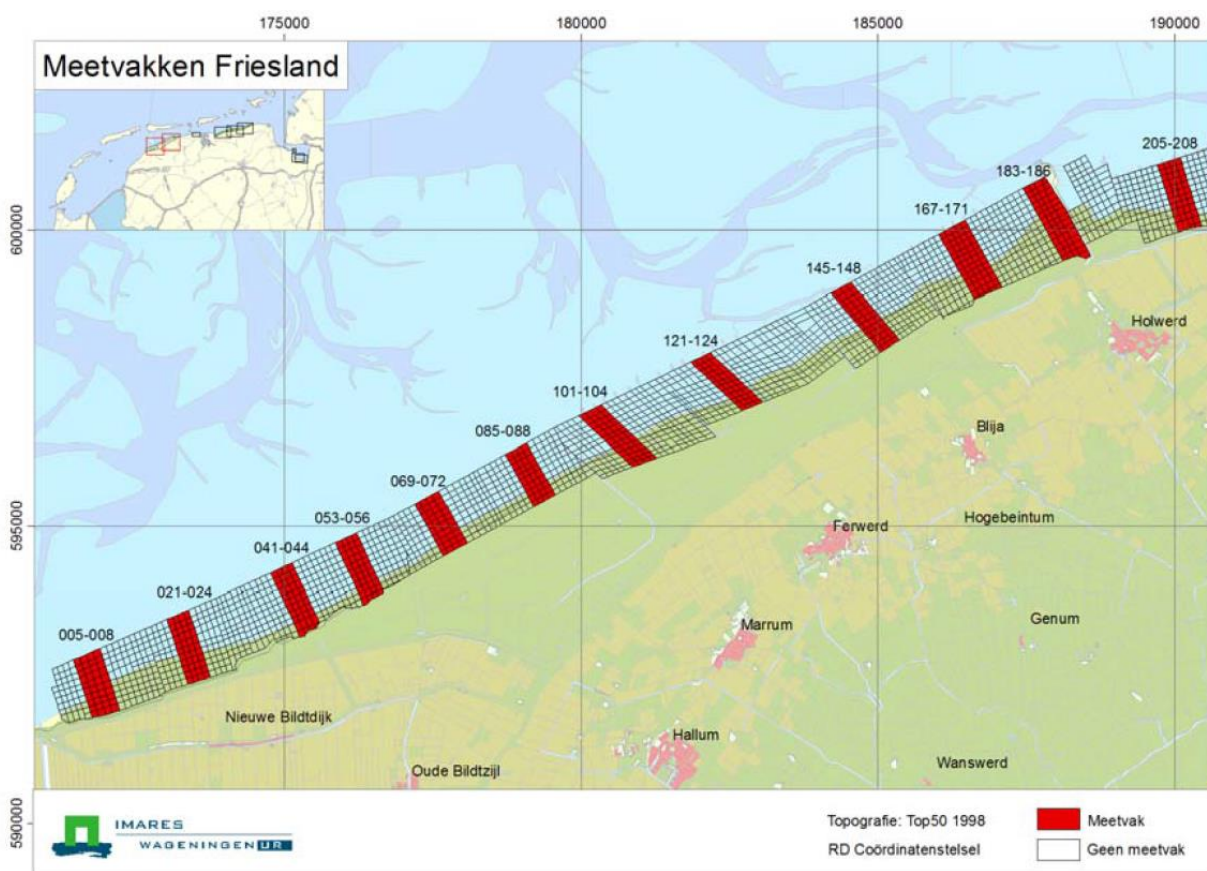 175000
180000
185000
190000
Meetvakken Friesland
205-208
183-186
167-171
600000
145-148
Holwerd
121-124
101-104
Blija
085-088
069-072
595000
053-056
Ferwerd
Hogebeintum
041-044
021-024
Marrum
Genum
005-008
Nieuwe Bildtdijk
Hallum
Wanswerd
Oude Bildtzijl
590000
IMARES
WAGENINGEN UR
Topografie: Top50 1998
RD Coördinatenstelsel
Meetvak
Geen meetvak